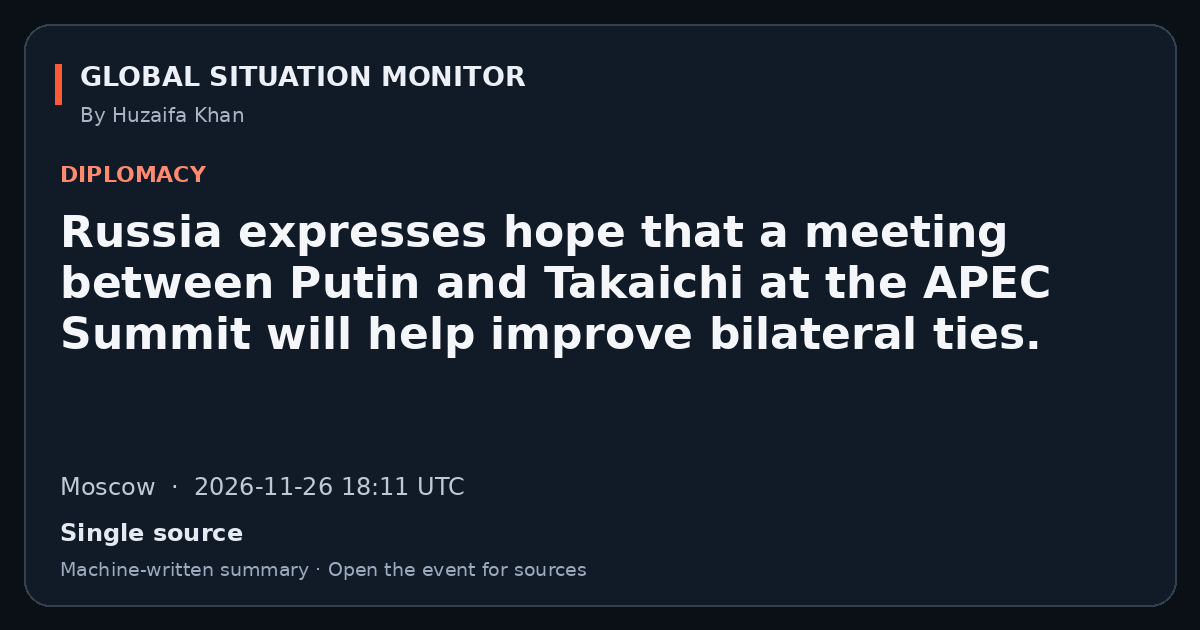 GLOBAL SITUATION MONITOR
By Huzaifa Khan
DIPLOMACY
Russia expresses hope that a meeting
between Putin and Takaichi at the APEC
Summit will help improve bilateral ties.
Moscow · 2026-11-26 18:11 UTC
Single source
Machine-written summary · Open the event for sources